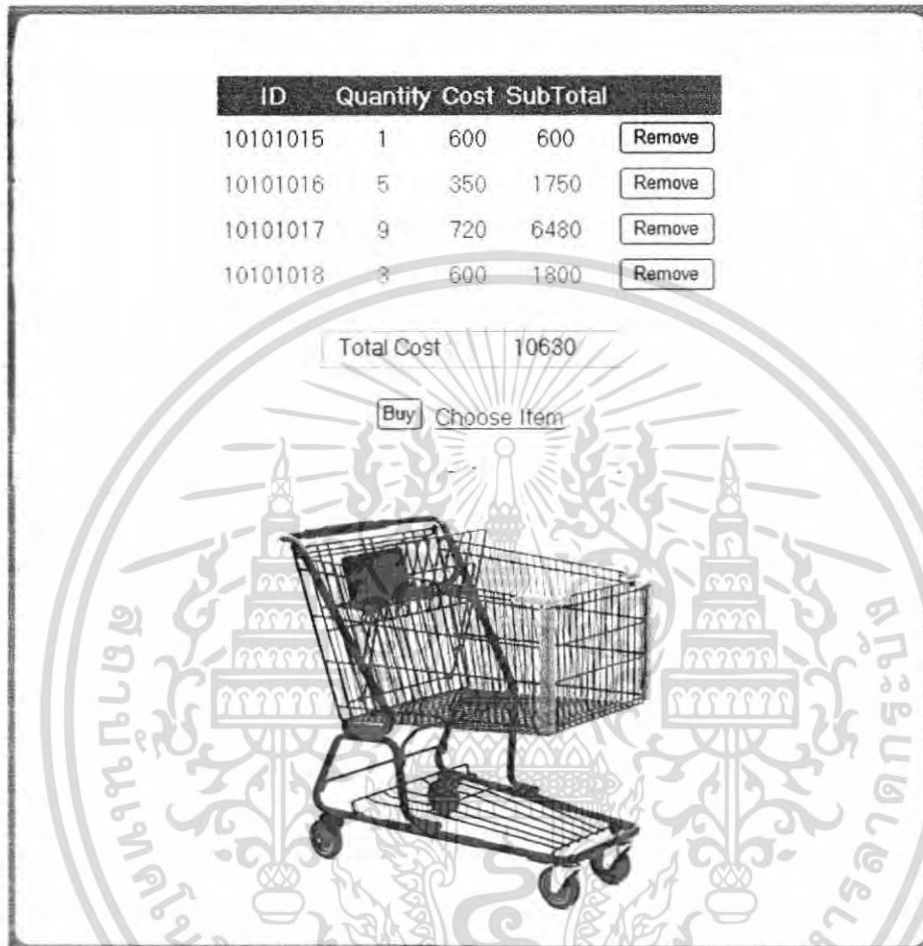 ID Quantity Cost SubTotal
10101015 1 600 600 Remove
10101016 5 350 1750 Remove
10101017 9 720 6480 Remove
10101018 3 600 1800 Remove
Total Cost 10630
Buy Choose Item